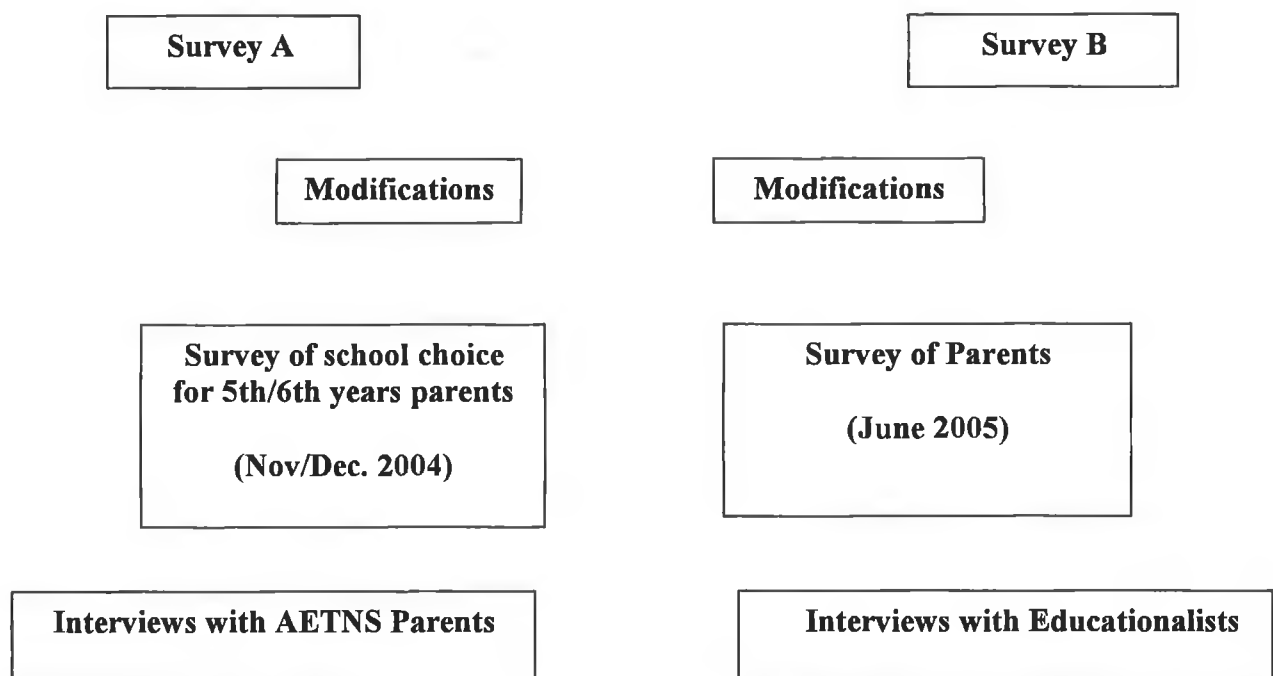 Survey A
Survey B
Modifications
Modifications
Survey of school choice
for 5th/6th years parents
(Nov/Dec. 2004)
Survey of Parents
(June 2005)
Interviews with AETNS Parents
Interviews with Educationalists